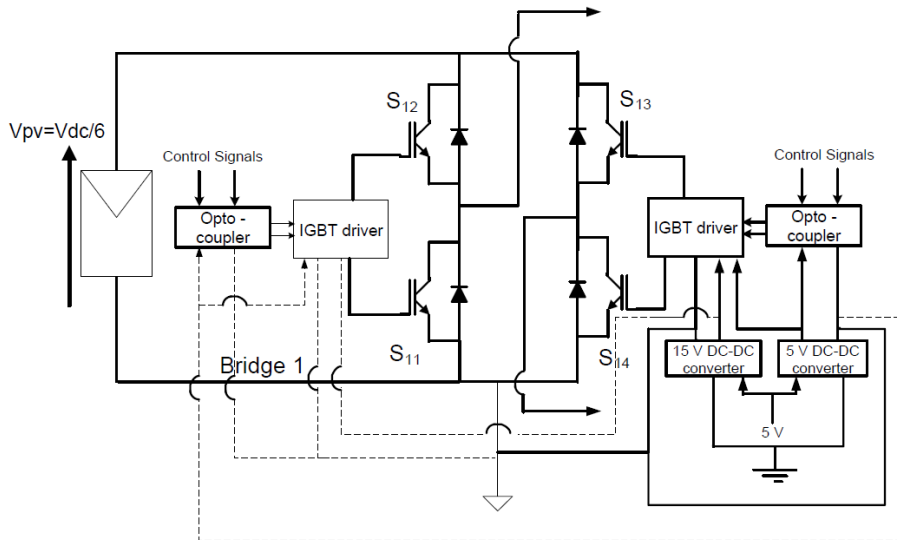 S12
S13
Vpv=Vdc/6
Control Signals
Control Signals
Opto -
coupler
IGBT driver
IGBT driver
Opto -
coupler
S11
S14
Bridge 1
15 V DC-DC
converter
5 V DC-DC
converter
5 V